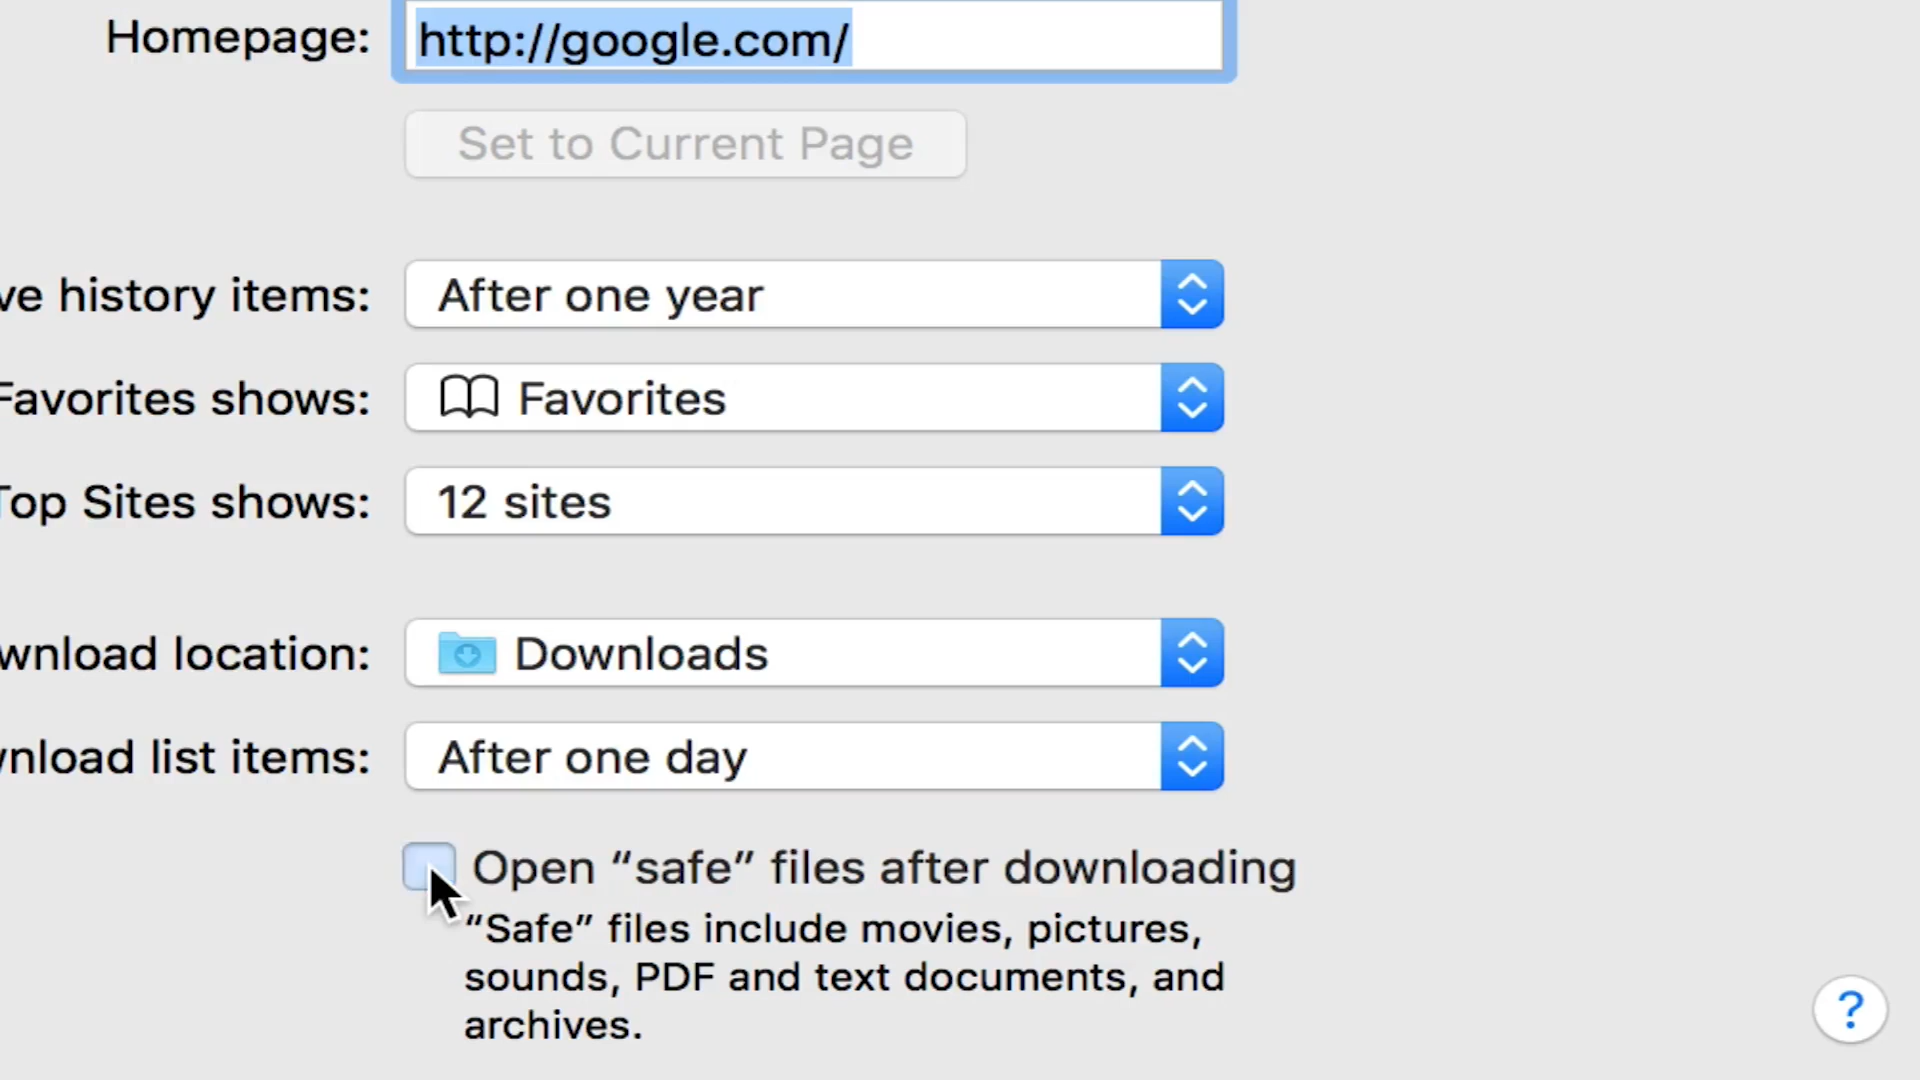 Homepage: http://google.com/
Set to Current Page
ve history items: After one year
Favorites shows: Favorites
Top Sites shows: 12 sites
wnload location: Downloads
nload list items: After one day
Open “safe” files after downloading
“Safe” files include movies, pictures,
sounds, PDF and text documents, and
archives.
?